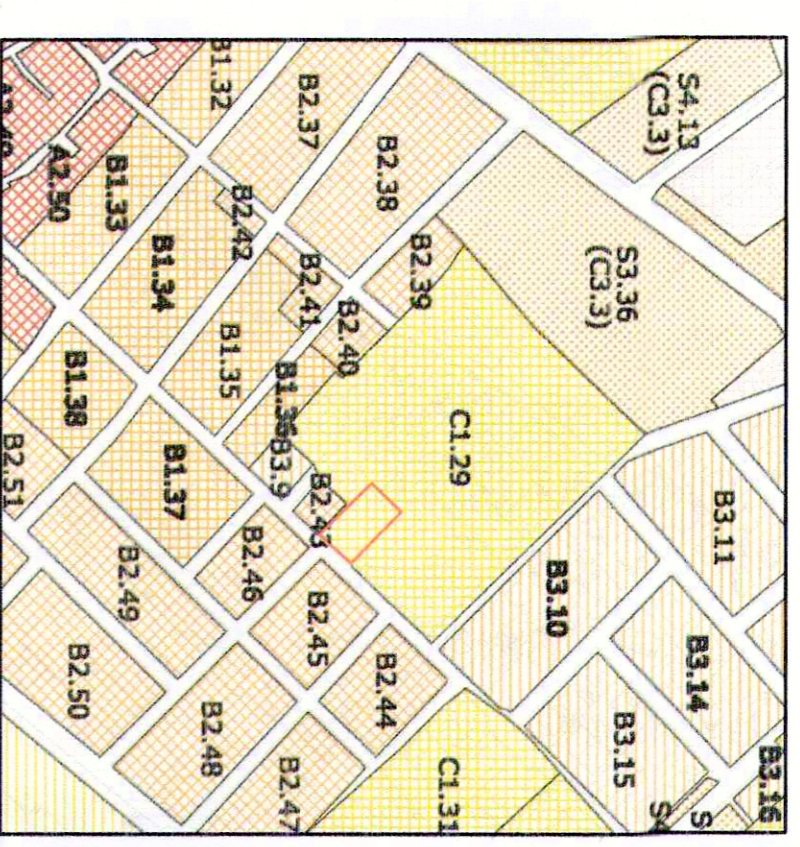 B1.32
B2.37
S4.13
(C3.3)
B2.38
A2.50
B1.33
B2.42
B1.34
B2.41
B2.39
S3.36
(C3.3)
B2.40
B1.35
B1.38
B1.36
C1.29
B3.9
B2.51
B1.37
B2.43
B3.11
B2.46
B3.10
B2.49
B2.45
B3.14
B2.50
B2.44
B2.48
B3.15
B2.47
C1.31
B3.16
S4
S